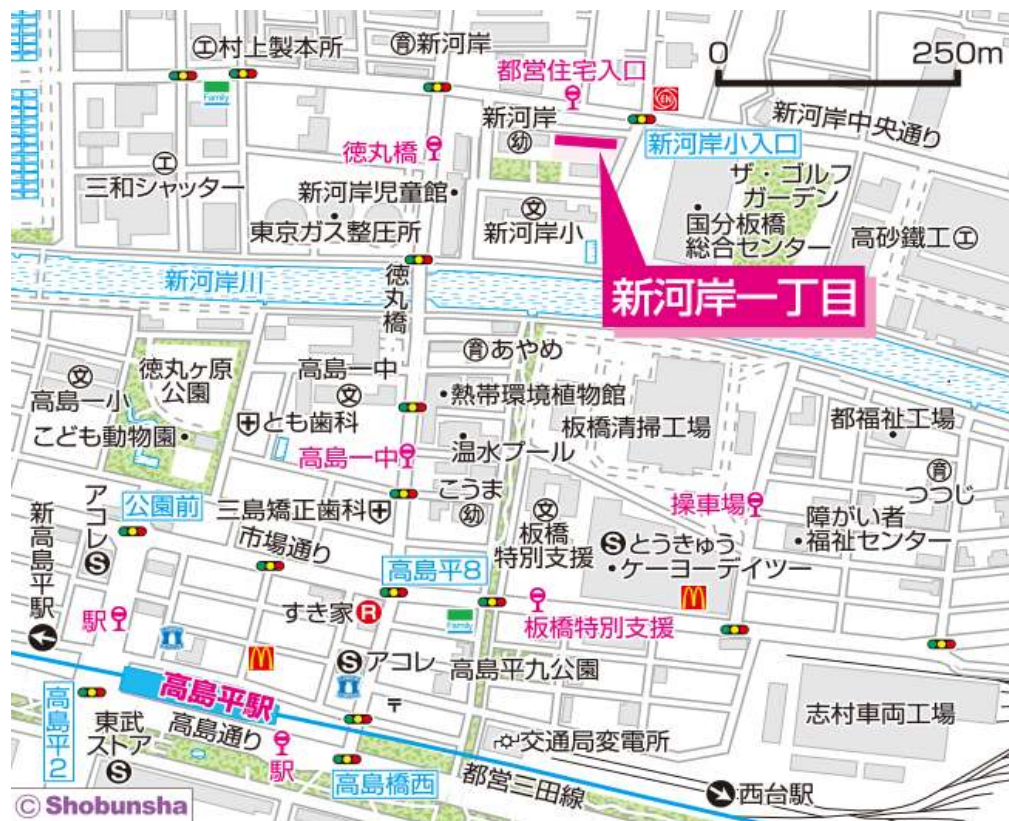 村上製本所
新河岸
都営住宅入口
0 250m
Family
EN
新河岸中央通り
新河岸
幼
徳丸橋
新河岸小入口
三和シャッター
新河岸児童館
ザ・ゴルフ
ガーデン
東京ガス整圧所
文
新河岸小
国分板橋
総合センター
高砂鐵工
新河岸川
徳丸橋
新河岸一丁目
徳丸ヶ原
公園
文
高島一小
高島一中
文
育あやめ
熱帯環境植物館
こども動物園
とも歯科
板橋清掃工場
都福祉工場
高島一中
温水プール
育
つつじ
アコレ
S
公園前
三島矯正歯科
こうま
幼
文
板橋
特別支援
操車場
障がい者
福祉センター
新高島平駅
市場通り
Sとうきゅう
ケーヨーデイツー
高島平8
すき家R
Family
板橋特別支援
駅
Sアコレ
高島平九公園
高島平駅
志村車両工場
高島平2
東武
ストア
S
高島通り
駅
〒
交通局変電所
高島橋西
都営三田線
西台駅
© Shobunsha